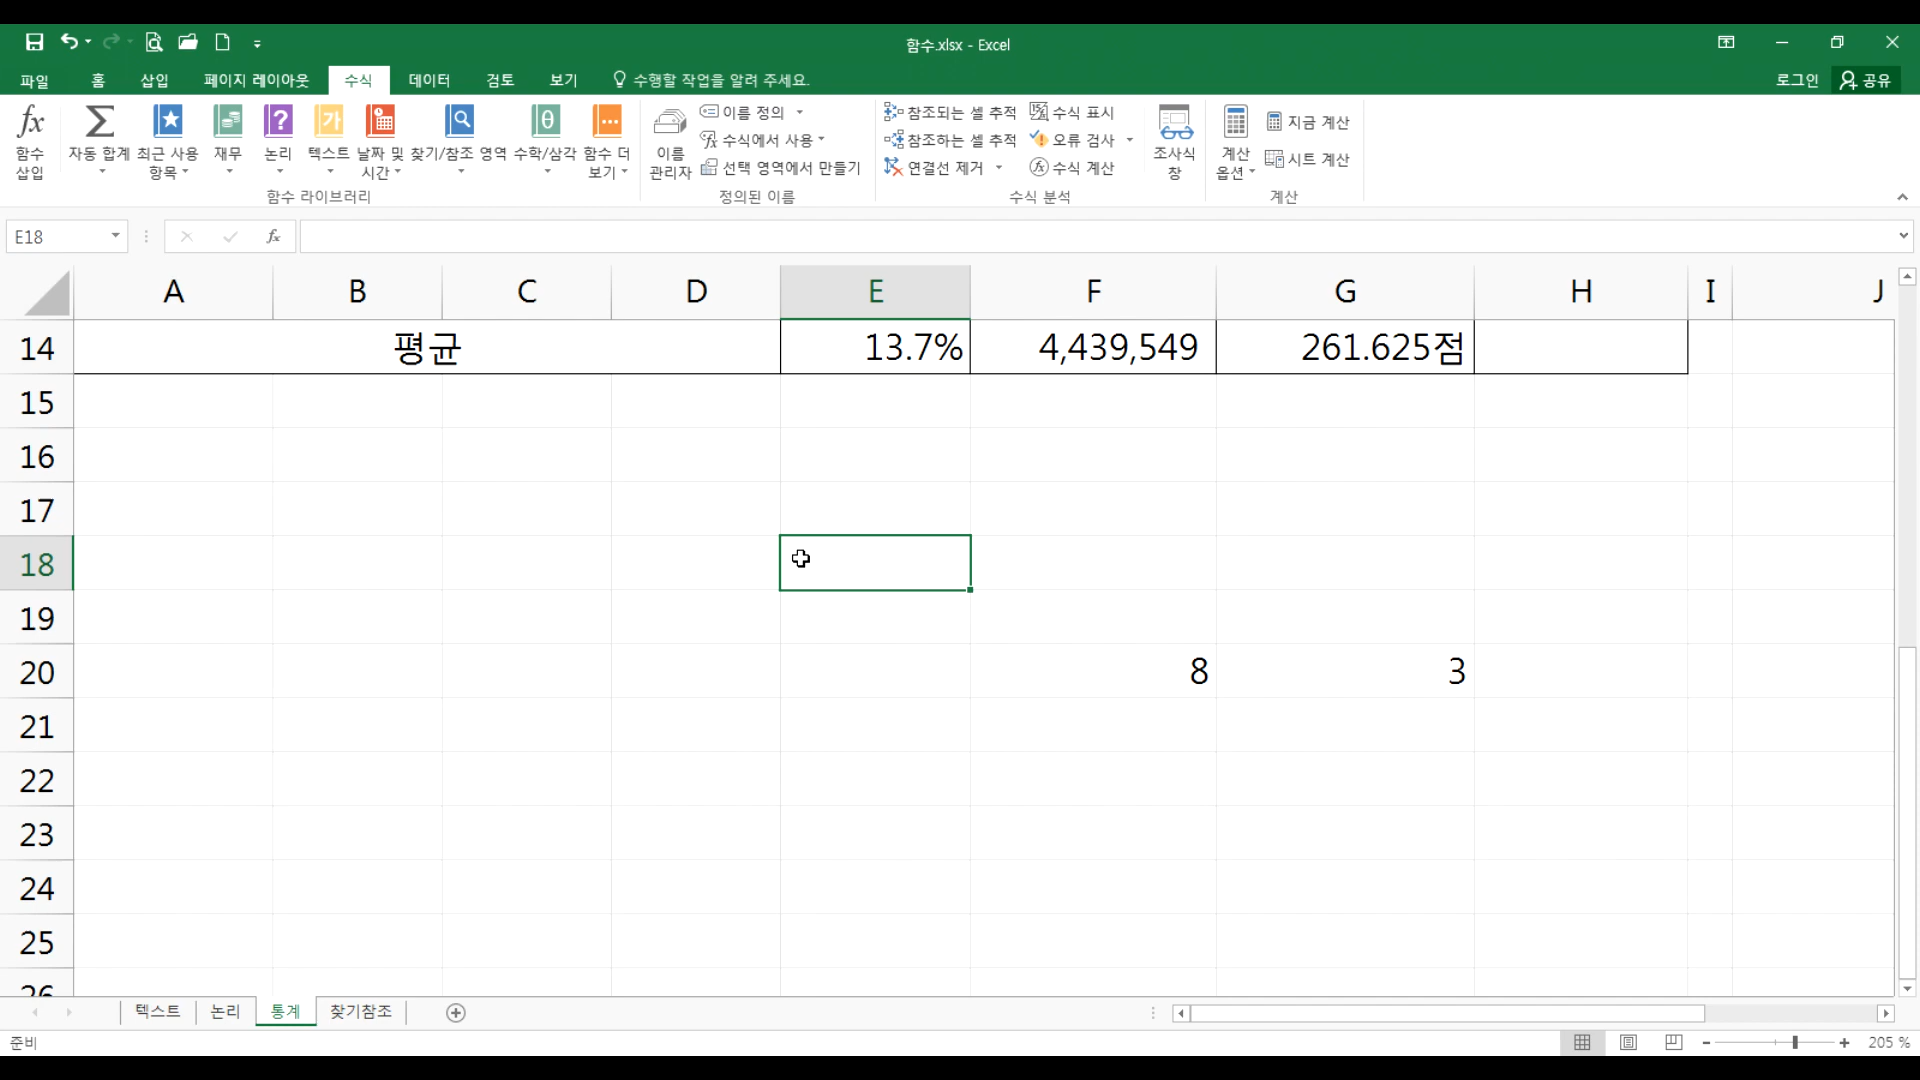 함수.xlsx - Excel
파일 홈 삽입 페이지 레이아웃 수식 데이터 검토 보기 수행할 작업을 알려 주세요. 로그인 공유
함수 삽입
자동 합계
최근 사용 항목
재무
논리
텍스트
날짜 및 시간
찾기/참조 영역
수학/삼각
함수 더 보기
함수 라이브러리
이름 관리자
이름 정의
수식에서 사용
선택 영역에서 만들기
정의된 이름
참조되는 셀 추적
참조하는 셀 추적
연결선 제거
수식 표시
오류 검사
수식 계산
수식 분석
조사식 창
계산 옵션
지금 계산
시트 계산
계산
E18 fx
A B C D E F G H I J
14 평균 13.7% 4,439,549 261.625점
15
16
17
18
19
20 8 3
21
22
23
24
25
26
텍스트 논리 통계 찾기참조
준비 205 %